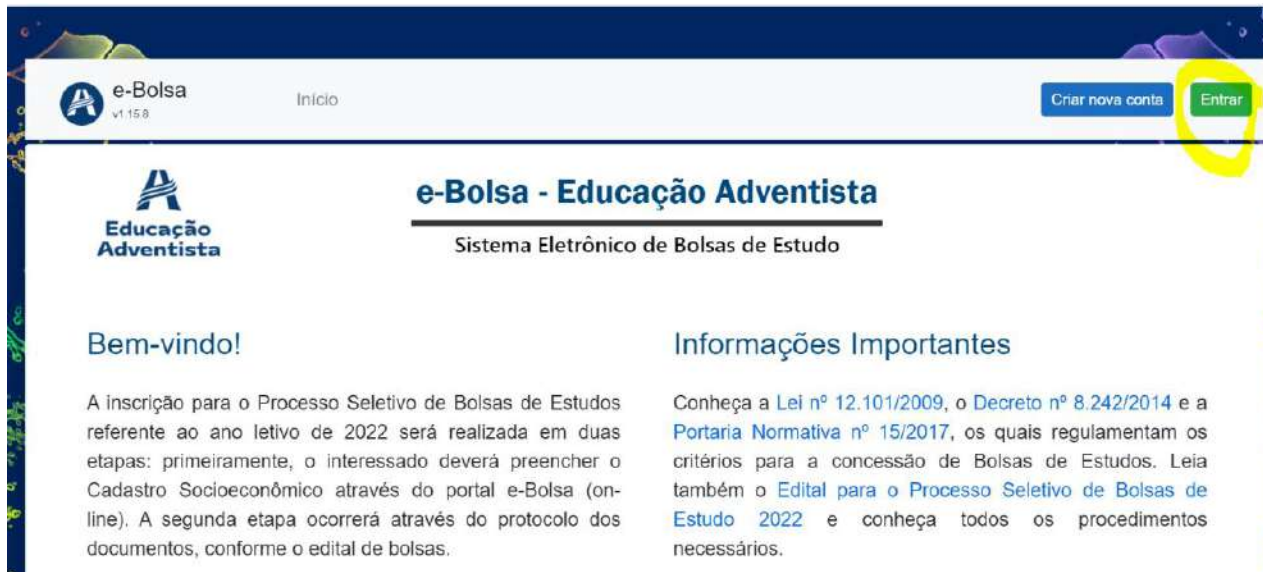 e-Bolsa
v1.15.8
Início
Criar nova conta
Entrar
Educação
Adventista
e-Bolsa - Educação Adventista
Sistema Eletrônico de Bolsas de Estudo
Bem-vindo!
A inscrição para o Processo Seletivo de Bolsas de Estudos
referente ao ano letivo de 2022 será realizada em duas
etapas: primeiramente, o interessado deverá preencher o
Cadastro Socioeconômico através do portal e-Bolsa (on-
line). A segunda etapa ocorrerá através do protocolo dos
documentos, conforme o edital de bolsas.
Informações Importantes
Conheça a Lei nº 12.101/2009, o Decreto nº 8.242/2014 e a
Portaria Normativa nº 15/2017, os quais regulamentam os
critérios para a concessão de Bolsas de Estudos. Leia
também o Edital para o Processo Seletivo de Bolsas de
Estudo 2022 e conheça todos os procedimentos
necessários.